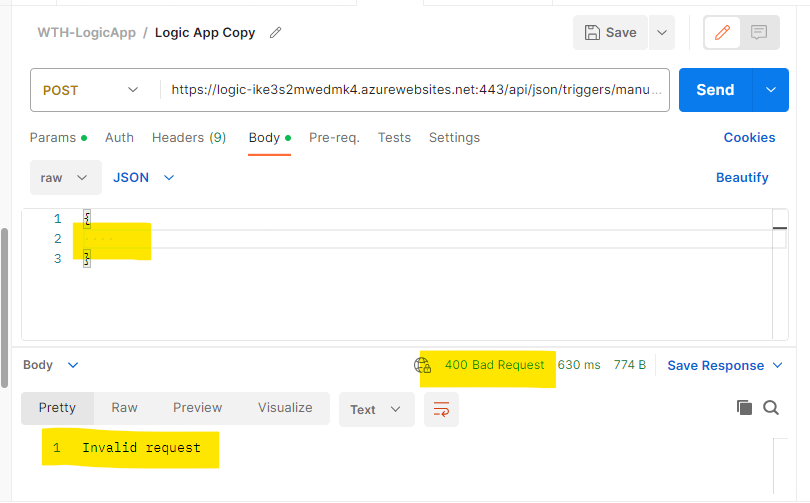 WTH-LogicApp / Logic App Copy
Save
POST
https://logic-ike3s2mwedmk4.azurewebsites.net:443/api/json/triggers/manu...
Send
Params Auth Headers (9) Body Pre-req. Tests Settings Cookies
raw JSON Beautify
1 {
2 ....
3 }
Body 400 Bad Request 630 ms 774 B Save Response
Pretty Raw Preview Visualize Text
1 Invalid request